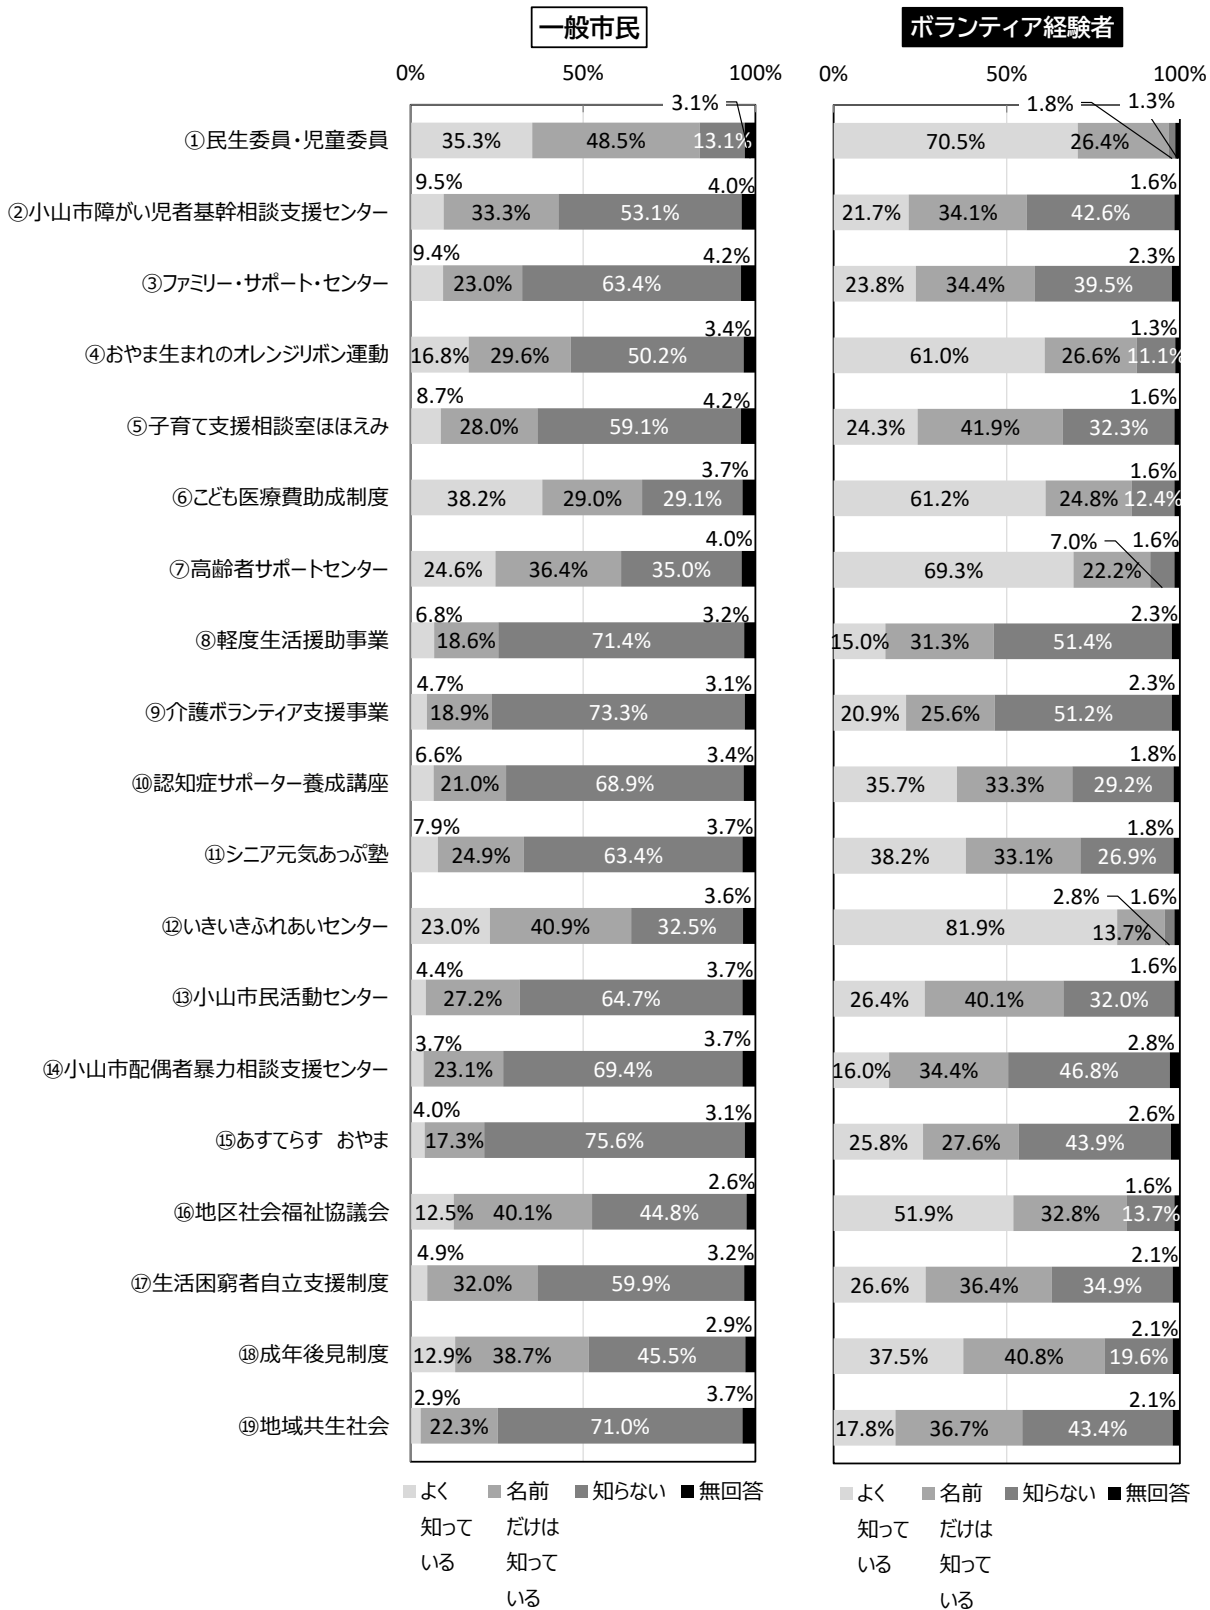 一般市民 ボランティア経験者
0% 50% 100% 0% 50% 100%
3.1% 1.8% 1.3%
①民生委員・児童委員 35.3% 48.5% 13.1% 70.5% 26.4%
9.5% 4.0% 1.6%
②小山市障がい児者基幹相談支援センター 33.3% 53.1% 21.7% 34.1% 42.6%
9.4% 4.2% 2.3%
③ファミリー・サポート・センター 23.0% 63.4% 23.8% 34.4% 39.5%
3.4% 1.3%
④おやま生まれのオレンジリボン運動 16.8% 29.6% 50.2% 61.0% 26.6% 11.1%
8.7% 4.2% 1.6%
⑤子育て支援相談室ほほえみ 28.0% 59.1% 24.3% 41.9% 32.3%
3.7% 1.6%
⑥こども医療費助成制度 38.2% 29.0% 29.1% 61.2% 24.8% 12.4%
4.0% 7.0% 1.6%
⑦高齢者サポートセンター 24.6% 36.4% 35.0% 69.3% 22.2%
6.8% 3.2% 2.3%
⑧軽度生活援助事業 18.6% 71.4% 15.0% 31.3% 51.4%
4.7% 3.1% 2.3%
⑨介護ボランティア支援事業 18.9% 73.3% 20.9% 25.6% 51.2%
6.6% 3.4% 1.8%
⑩認知症サポーター養成講座 21.0% 68.9% 35.7% 33.3% 29.2%
7.9% 3.7% 1.8%
⑪シニア元気あっぷ塾 24.9% 63.4% 38.2% 33.1% 26.9%
3.6% 2.8% 1.6%
⑫いきいきふれあいセンター 23.0% 40.9% 32.5% 81.9% 13.7%
4.4% 3.7% 1.6%
⑬小山市民活動センター 27.2% 64.7% 26.4% 40.1% 32.0%
3.7% 3.7% 2.8%
⑭小山市配偶者暴力相談支援センター 23.1% 69.4% 16.0% 34.4% 46.8%
4.0% 3.1% 2.6%
⑮あすてらす　おやま 17.3% 75.6% 25.8% 27.6% 43.9%
2.6% 1.6%
⑯地区社会福祉協議会 12.5% 40.1% 44.8% 51.9% 32.8% 13.7%
4.9% 3.2% 2.1%
⑰生活困窮者自立支援制度 32.0% 59.9% 26.6% 36.4% 34.9%
2.9% 2.1%
⑱成年後見制度 12.9% 38.7% 45.5% 37.5% 40.8% 19.6%
2.9% 3.7% 2.1%
⑲地域共生社会 22.3% 71.0% 17.8% 36.7% 43.4%
よく 名前 知らない 無回答 よく 名前 知らない 無回答
知って だけは 知って だけは
いる 知って いる 知って
いる いる